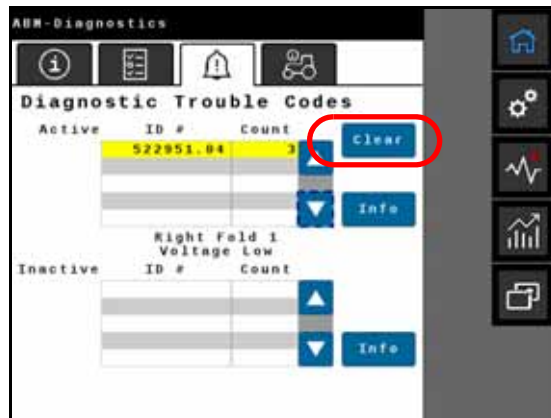 ABM-Diagnostics
Diagnostic Trouble Codes
Active ID # Count
Clear
522951.04 3
Info
Right Fold 1
Voltage Low
Inactive ID # Count
Info